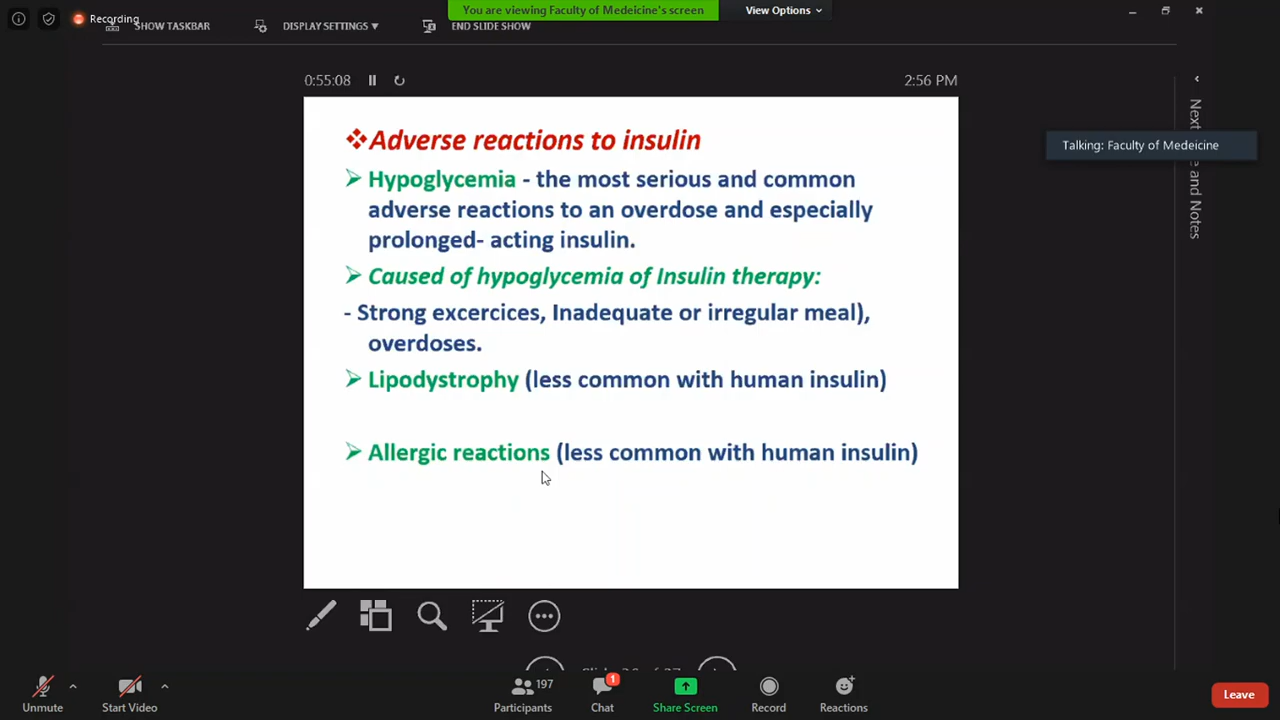 Recording
You are viewing Faculty of Medeicine's screen
View Options
SHOW TASKBAR
DISPLAY SETTINGS
END SLIDE SHOW
0:55:08
2:56 PM
Talking: Faculty of Medeicine
Next
and Notes
Adverse reactions to insulin
Hypoglycemia - the most serious and common
adverse reactions to an overdose and especially
prolonged- acting insulin.
Caused of hypoglycemia of Insulin therapy:
- Strong excercices, Inadequate or irregular meal),
overdoses.
Lipodystrophy (less common with human insulin)
Allergic reactions (less common with human insulin)
Unmute
Start Video
197
Participants
1
Chat
Share Screen
Record
Reactions
Leave